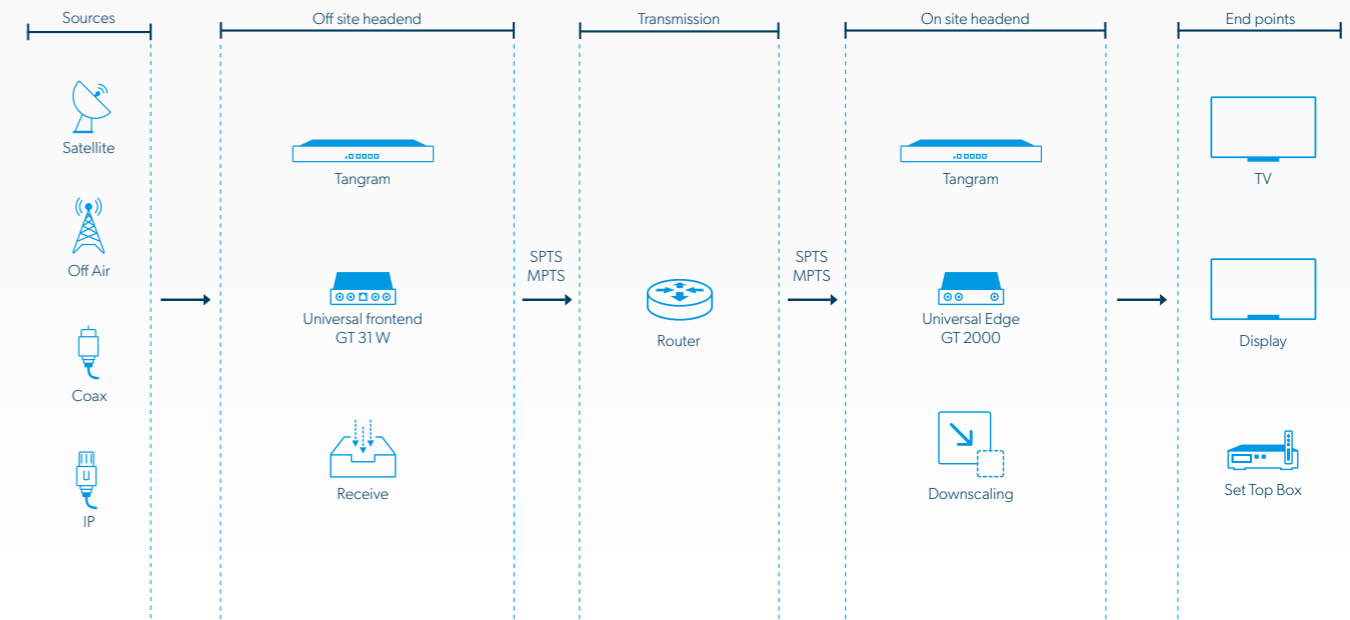 Sources
Off site headend
Transmission
On site headend
End points
Satellite
Off Air
Coax
IP
Tangram
Universal frontend
GT 31 W
Receive
SPTS
MPTS
Router
SPTS
MPTS
Tangram
Universal Edge
GT 2000
Downscaling
TV
Display
Set Top Box